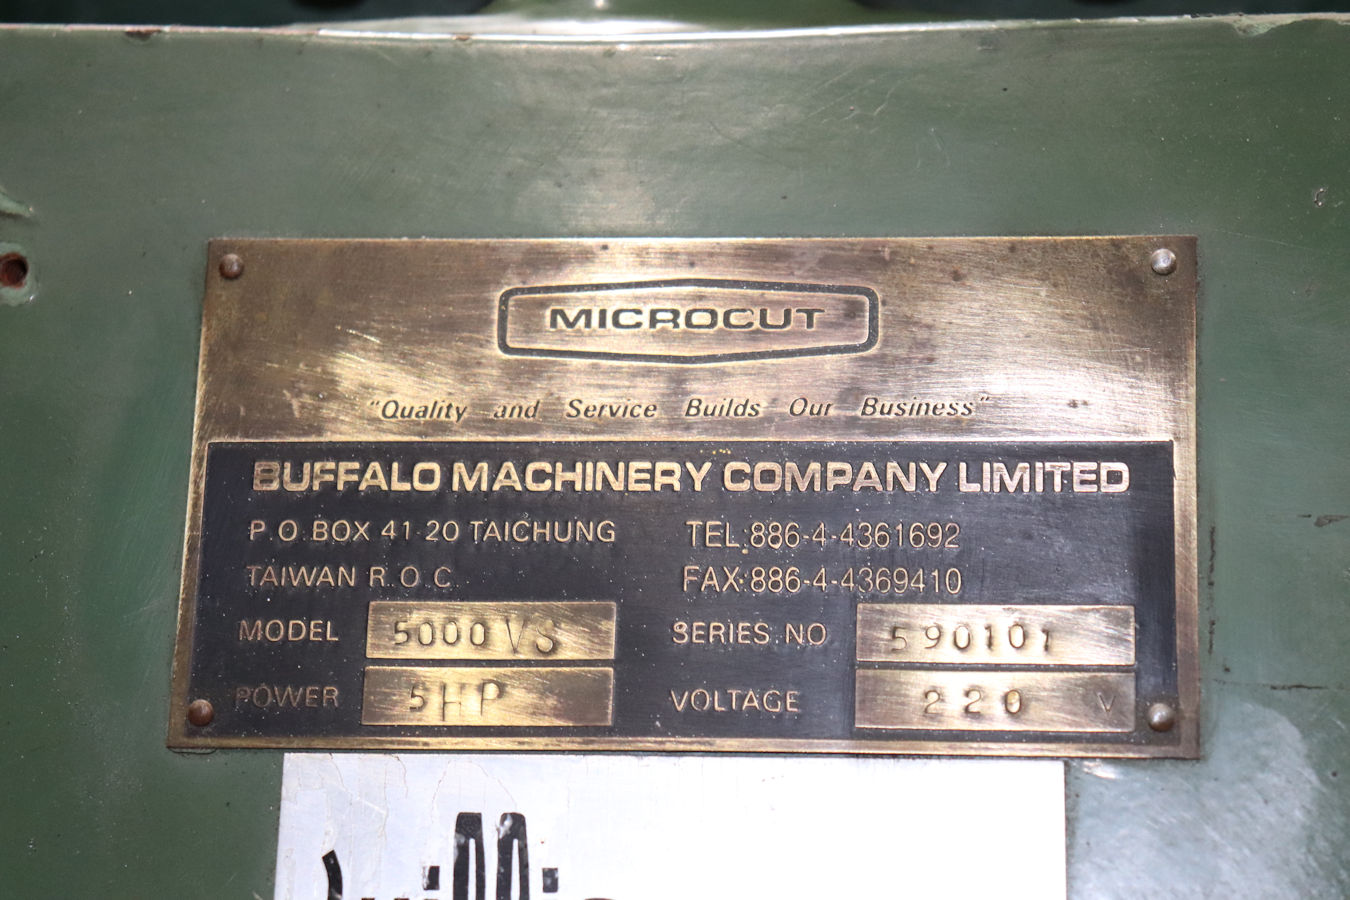 MICROCUT
"Quality and Service Builds Our Business"
BUFFALO MACHINERY COMPANY LIMITED
P.O.BOX 41-20 TAICHUNG
TAIWAN R.O.C.
TEL:886-4-4361692
FAX:886-4-4369410
MODEL 5000VS
SERIES.NO 590101
POWER 5HP
VOLTAGE 220 V